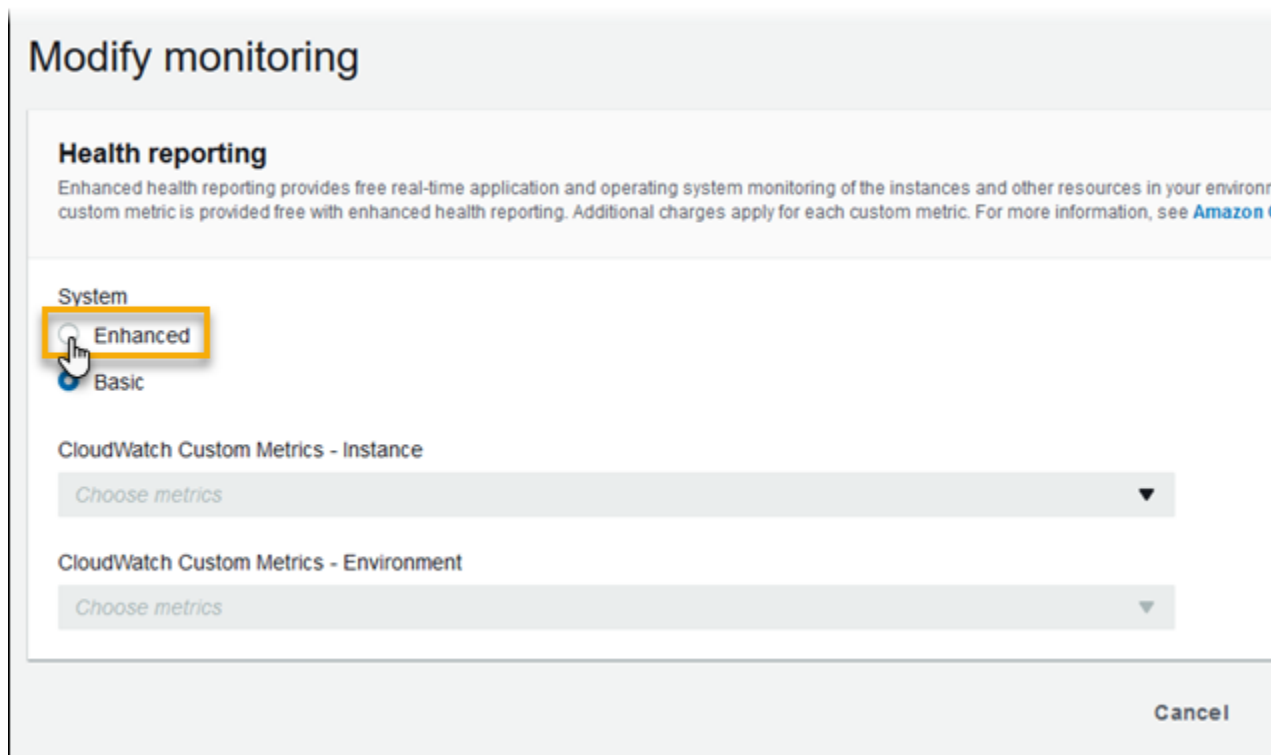 Modify monitoring
Health reporting
Enhanced health reporting provides free real-time application and operating system monitoring of the instances and other resources in your
custom metric is provided free with enhanced health reporting. Additional charges apply for each custom metric. For more information, see Amazon
System
Enhanced
Basic
CloudWatch Custom Metrics - Instance
Choose metrics
CloudWatch Custom Metrics - Environment
Choose metrics
Cancel